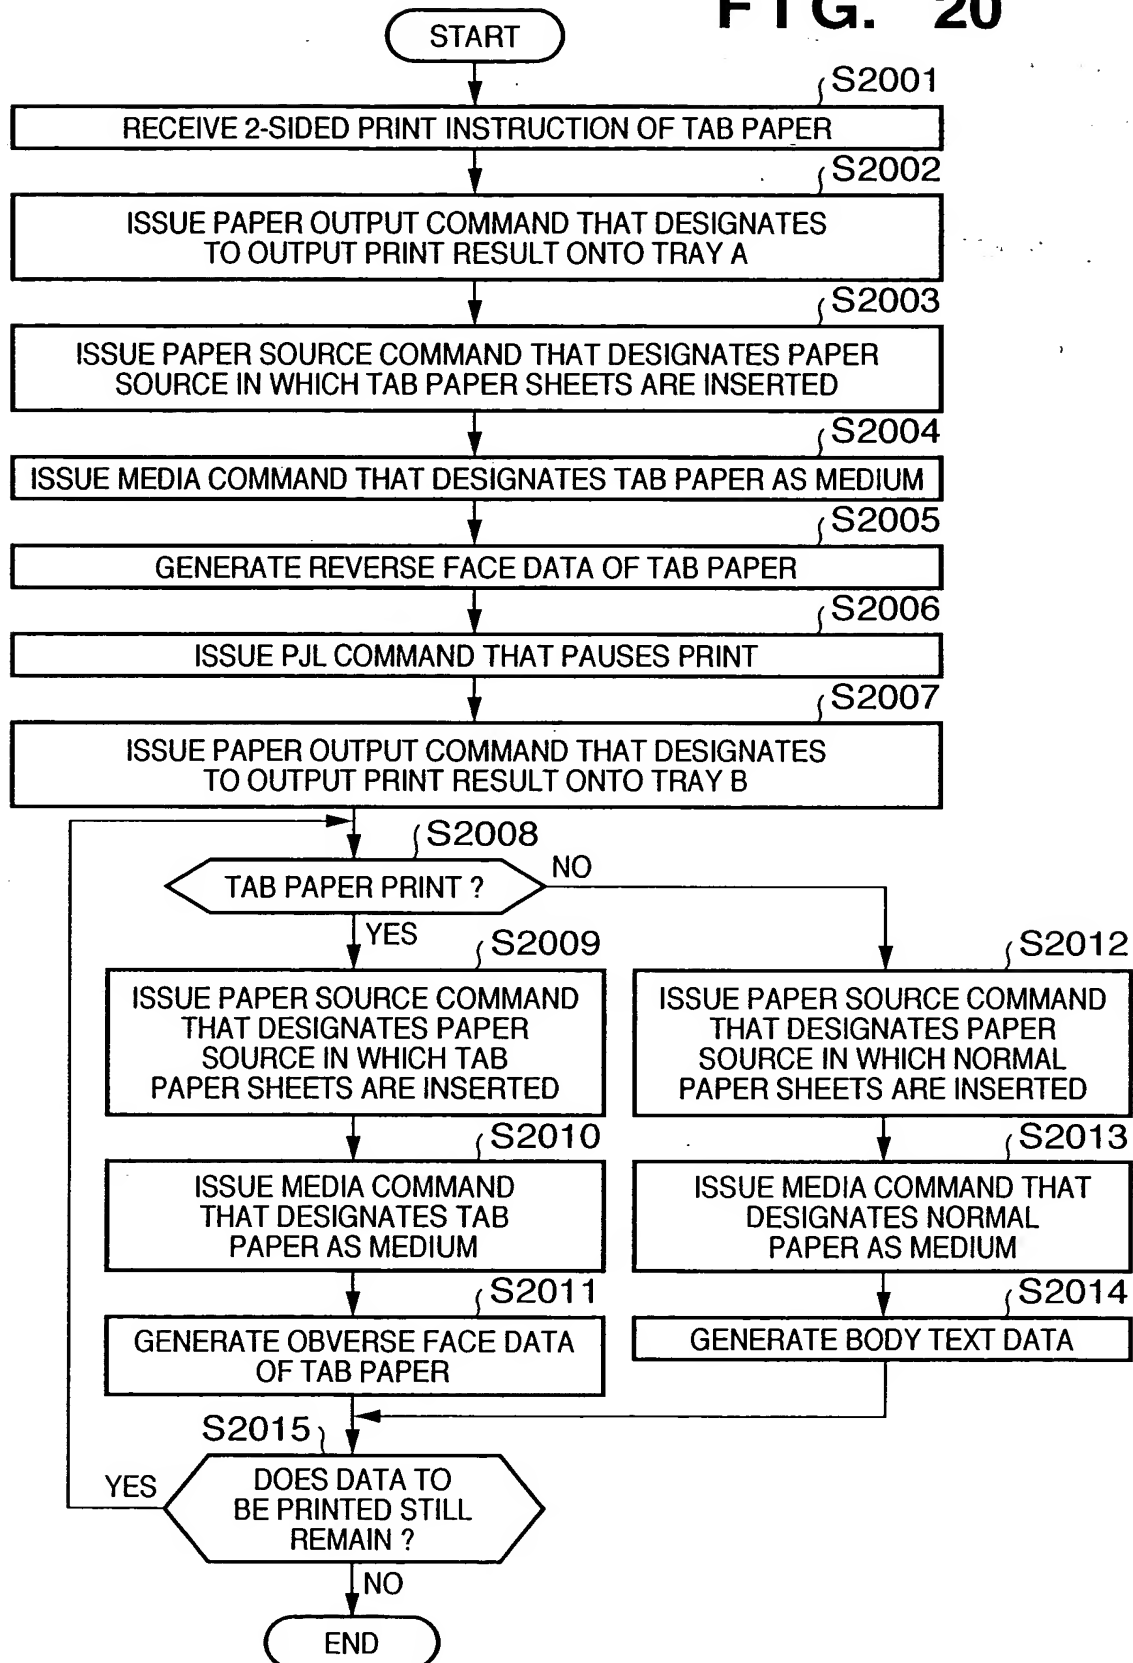 FIG. 20
START
S2001
RECEIVE 2-SIDED PRINT INSTRUCTION OF TAB PAPER
S2002
ISSUE PAPER OUTPUT COMMAND THAT DESIGNATES
TO OUTPUT PRINT RESULT ONTO TRAY A
S2003
ISSUE PAPER SOURCE COMMAND THAT DESIGNATES PAPER
SOURCE IN WHICH TAB PAPER SHEETS ARE INSERTED
S2004
ISSUE MEDIA COMMAND THAT DESIGNATES TAB PAPER AS MEDIUM
S2005
GENERATE REVERSE FACE DATA OF TAB PAPER
S2006
ISSUE PJL COMMAND THAT PAUSES PRINT
S2007
ISSUE PAPER OUTPUT COMMAND THAT DESIGNATES
TO OUTPUT PRINT RESULT ONTO TRAY B
S2008
TAB PAPER PRINT ?
NO
YES
S2009
ISSUE PAPER SOURCE COMMAND
THAT DESIGNATES PAPER
SOURCE IN WHICH TAB
PAPER SHEETS ARE INSERTED
S2012
ISSUE PAPER SOURCE COMMAND
THAT DESIGNATES PAPER
SOURCE IN WHICH NORMAL
PAPER SHEETS ARE INSERTED
S2010
ISSUE MEDIA COMMAND
THAT DESIGNATES TAB
PAPER AS MEDIUM
S2013
ISSUE MEDIA COMMAND THAT
DESIGNATES NORMAL
PAPER AS MEDIUM
S2011
GENERATE OBVERSE FACE DATA
OF TAB PAPER
S2014
GENERATE BODY TEXT DATA
S2015
YES
DOES DATA TO
BE PRINTED STILL
REMAIN ?
NO
END